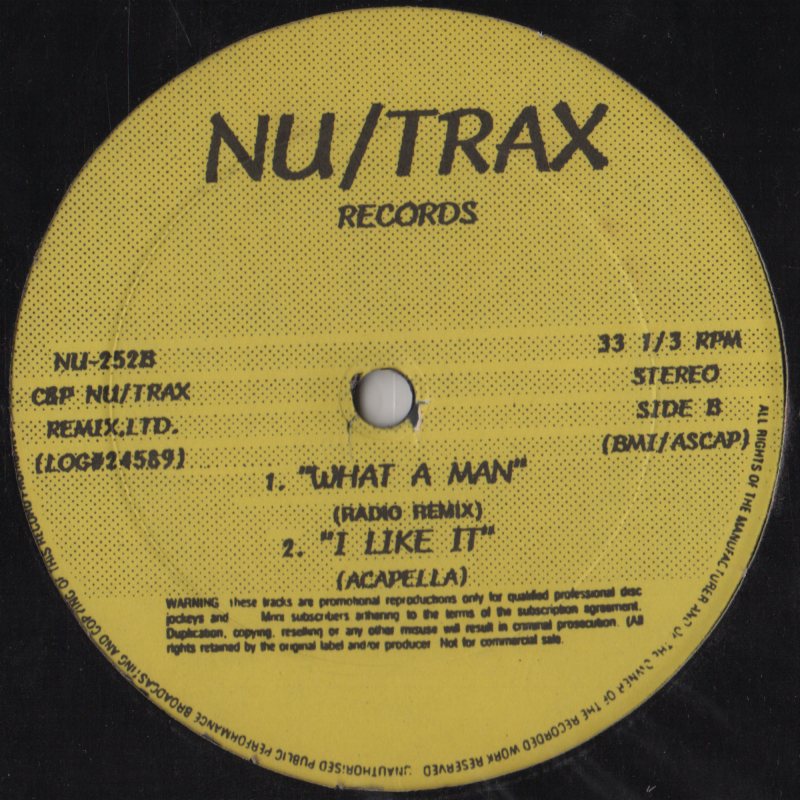 NU/TRAX
RECORDS
NU-252B
C&P NU/TRAX
REMIX.LTD.
(LOG#24589)
33 1/3 RPM
STEREO
SIDE B
(BMI/ASCAP)
1. "WHAT A MAN"
(RADIO REMIX)
2. "I LIKE IT"
(ACAPELLA)
WARNING These tracks are promotional reproductions only for qualified professional disc
jockeys and subscribers arthering to the terms of the subscription agreement.
Duplication, copying, reselling or any other misuse will result in criminal prosecution. (All
rights retained by the original label and/or producer Not for commercial sale.
ALL RIGHTS OF THE MANUFACTURER AND OF THE OWNER OF THE RECORDED WORK RESERVED UNAUTHORISED PUBLIC PERFORMANCE BROADCASTING AND COPYING OF THIS RECORD